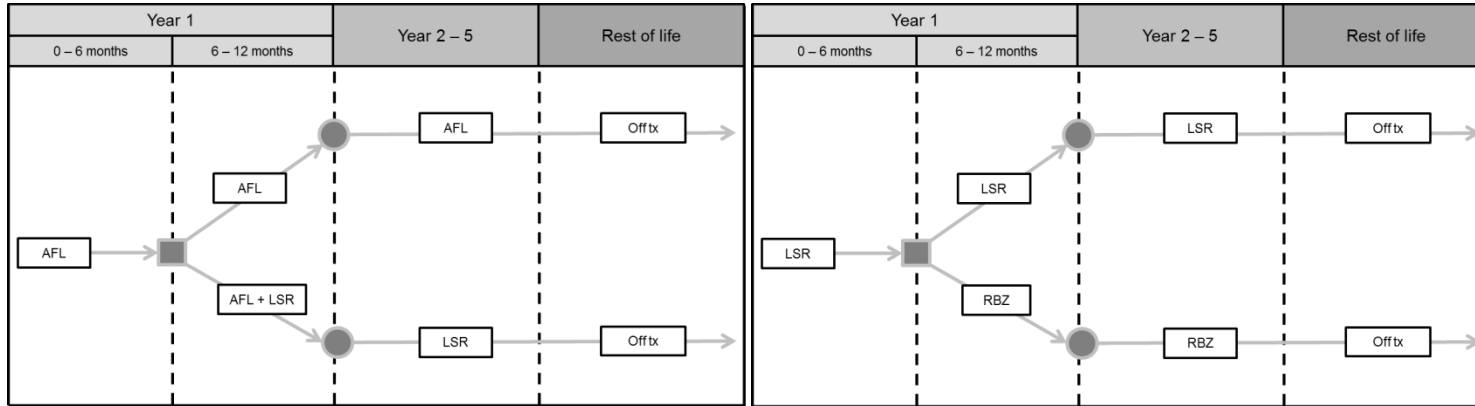 Year 1
Year 2 – 5
Rest of life
0 – 6 months
6 – 12 months
AFL
Off tx
AFL
AFL
AFL + LSR
LSR
Off tx
Year 1
Year 2 – 5
Rest of life
0 – 6 months
6 – 12 months
LSR
Off tx
LSR
LSR
RBZ
RBZ
Off tx